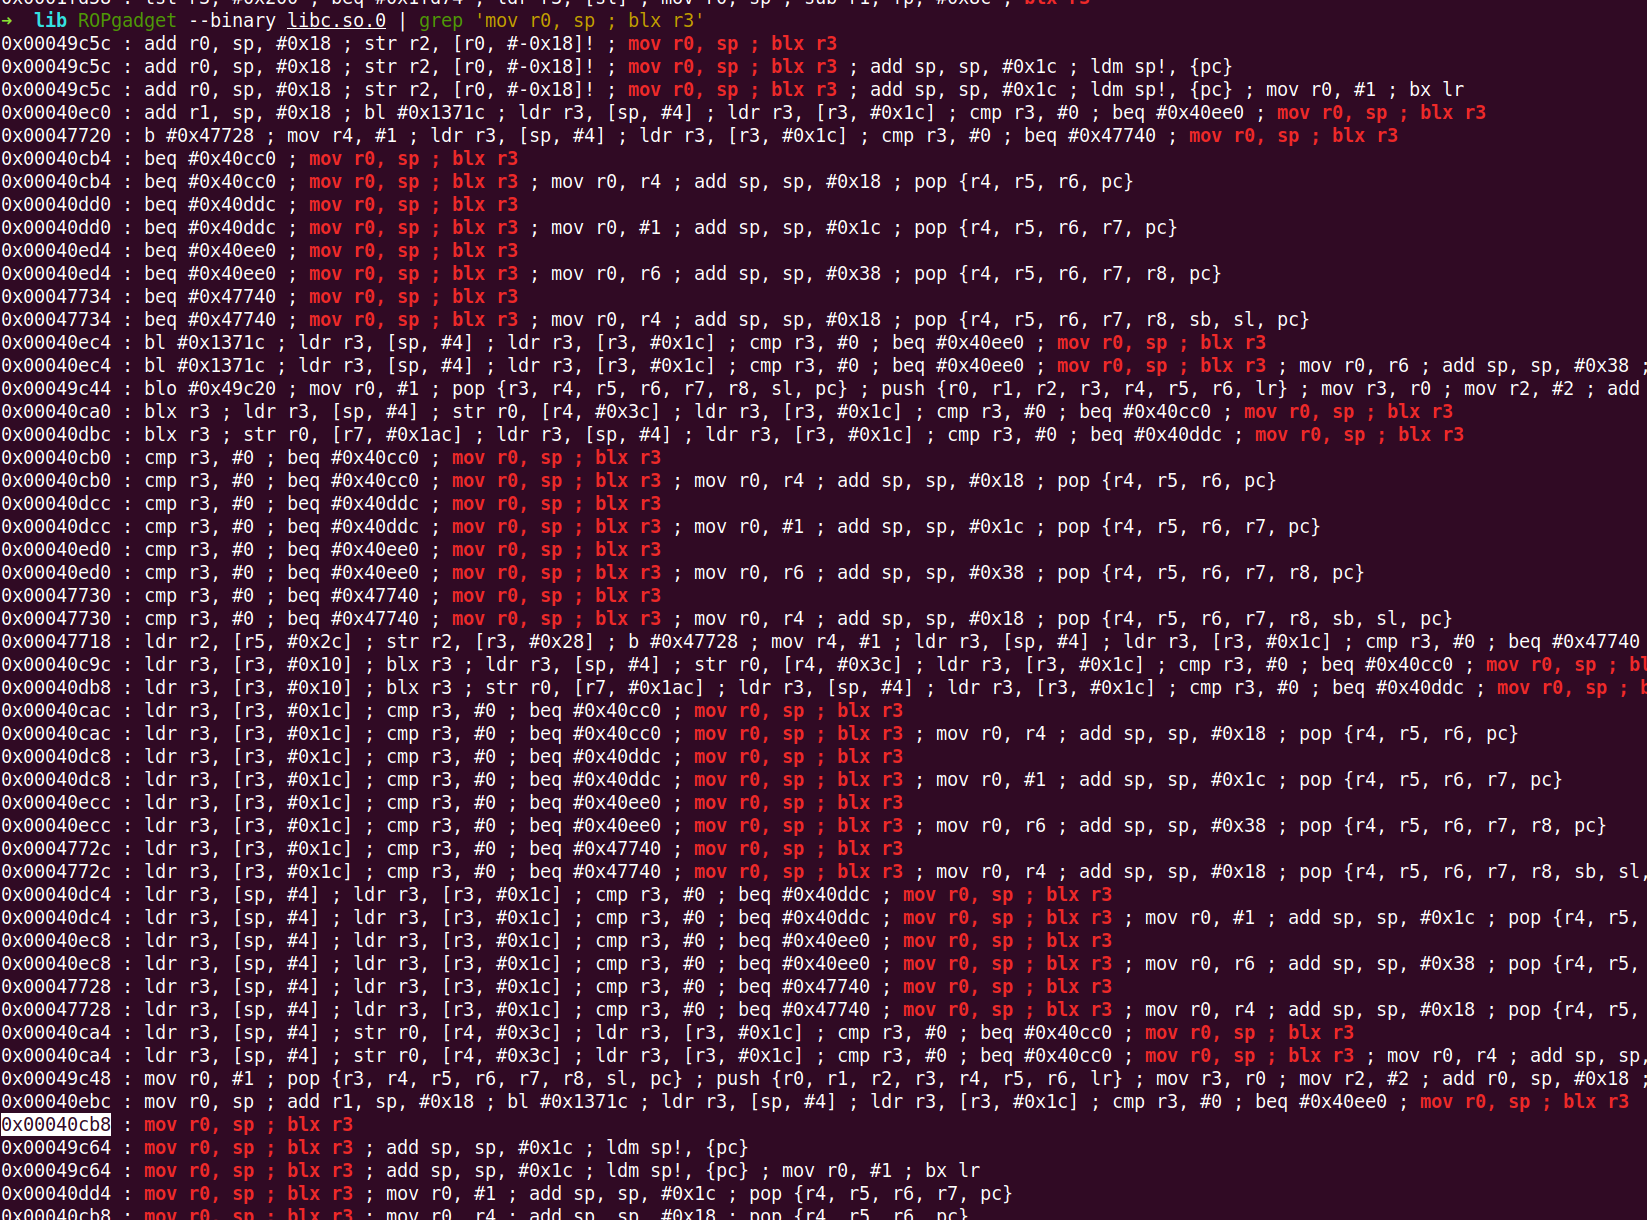 ➜  lib ROPgadget --binary libc.so.0 | grep 'mov r0, sp ; blx r3'
0x00049c5c : add r0, sp, #0x18 ; str r2, [r0, #-0x18]! ; mov r0, sp ; blx r3
0x00049c5c : add r0, sp, #0x18 ; str r2, [r0, #-0x18]! ; mov r0, sp ; blx r3 ; add sp, sp, #0x1c ; ldm sp!, {pc}
0x00049c5c : add r0, sp, #0x18 ; str r2, [r0, #-0x18]! ; mov r0, sp ; blx r3 ; add sp, sp, #0x1c ; ldm sp!, {pc} ; mov r0, #1 ; bx lr
0x00040ec0 : add r1, sp, #0x18 ; bl #0x1371c ; ldr r3, [sp, #4] ; ldr r3, [r3, #0x1c] ; cmp r3, #0 ; beq #0x40ee0 ; mov r0, sp ; blx r3
0x00047720 : b #0x47728 ; mov r4, #1 ; ldr r3, [sp, #4] ; ldr r3, [r3, #0x1c] ; cmp r3, #0 ; beq #0x47740 ; mov r0, sp ; blx r3
0x00040cb4 : beq #0x40cc0 ; mov r0, sp ; blx r3
0x00040cb4 : beq #0x40cc0 ; mov r0, sp ; blx r3 ; mov r0, r4 ; add sp, sp, #0x18 ; pop {r4, r5, r6, pc}
0x00040dd0 : beq #0x40ddc ; mov r0, sp ; blx r3
0x00040dd0 : beq #0x40ddc ; mov r0, sp ; blx r3 ; mov r0, #1 ; add sp, sp, #0x1c ; pop {r4, r5, r6, r7, pc}
0x00040ed4 : beq #0x40ee0 ; mov r0, sp ; blx r3
0x00040ed4 : beq #0x40ee0 ; mov r0, sp ; blx r3 ; mov r0, r6 ; add sp, sp, #0x38 ; pop {r4, r5, r6, r7, r8, pc}
0x00047734 : beq #0x47740 ; mov r0, sp ; blx r3
0x00047734 : beq #0x47740 ; mov r0, sp ; blx r3 ; mov r0, r4 ; add sp, sp, #0x18 ; pop {r4, r5, r6, r7, r8, sb, sl, pc}
0x00040ec4 : bl #0x1371c ; ldr r3, [sp, #4] ; ldr r3, [r3, #0x1c] ; cmp r3, #0 ; beq #0x40ee0 ; mov r0, sp ; blx r3
0x00040ec4 : bl #0x1371c ; ldr r3, [sp, #4] ; ldr r3, [r3, #0x1c] ; cmp r3, #0 ; beq #0x40ee0 ; mov r0, sp ; blx r3 ; mov r0, r6 ; add sp, sp, #0x38 ;
0x00049c44 : blo #0x49c20 ; mov r0, #1 ; pop {r3, r4, r5, r6, r7, r8, sl, pc} ; push {r0, r1, r2, r3, r4, r5, r6, lr} ; mov r3, r0 ; mov r2, #2 ; add
0x00040ca0 : blx r3 ; ldr r3, [sp, #4] ; str r0, [r4, #0x3c] ; ldr r3, [r3, #0x1c] ; cmp r3, #0 ; beq #0x40cc0 ; mov r0, sp ; blx r3
0x00040dbc : blx r3 ; str r0, [r7, #0x1ac] ; ldr r3, [sp, #4] ; ldr r3, [r3, #0x1c] ; cmp r3, #0 ; beq #0x40ddc ; mov r0, sp ; blx r3
0x00040cb0 : cmp r3, #0 ; beq #0x40cc0 ; mov r0, sp ; blx r3
0x00040cb0 : cmp r3, #0 ; beq #0x40cc0 ; mov r0, sp ; blx r3 ; mov r0, r4 ; add sp, sp, #0x18 ; pop {r4, r5, r6, pc}
0x00040dcc : cmp r3, #0 ; beq #0x40ddc ; mov r0, sp ; blx r3
0x00040dcc : cmp r3, #0 ; beq #0x40ddc ; mov r0, sp ; blx r3 ; mov r0, #1 ; add sp, sp, #0x1c ; pop {r4, r5, r6, r7, pc}
0x00040ed0 : cmp r3, #0 ; beq #0x40ee0 ; mov r0, sp ; blx r3
0x00040ed0 : cmp r3, #0 ; beq #0x40ee0 ; mov r0, sp ; blx r3 ; mov r0, r6 ; add sp, sp, #0x38 ; pop {r4, r5, r6, r7, r8, pc}
0x00047730 : cmp r3, #0 ; beq #0x47740 ; mov r0, sp ; blx r3
0x00047730 : cmp r3, #0 ; beq #0x47740 ; mov r0, sp ; blx r3 ; mov r0, r4 ; add sp, sp, #0x18 ; pop {r4, r5, r6, r7, r8, sb, sl, pc}
0x00047718 : ldr r2, [r5, #0x2c] ; str r2, [r3, #0x28] ; b #0x47728 ; mov r4, #1 ; ldr r3, [sp, #4] ; ldr r3, [r3, #0x1c] ; cmp r3, #0 ; beq #0x47740
0x00040c9c : ldr r3, [r3, #0x10] ; blx r3 ; ldr r3, [sp, #4] ; str r0, [r4, #0x3c] ; ldr r3, [r3, #0x1c] ; cmp r3, #0 ; beq #0x40cc0 ; mov r0, sp ; bl
0x00040db8 : ldr r3, [r3, #0x10] ; blx r3 ; str r0, [r7, #0x1ac] ; ldr r3, [sp, #4] ; ldr r3, [r3, #0x1c] ; cmp r3, #0 ; beq #0x40ddc ; mov r0, sp ; b
0x00040cac : ldr r3, [r3, #0x1c] ; cmp r3, #0 ; beq #0x40cc0 ; mov r0, sp ; blx r3
0x00040cac : ldr r3, [r3, #0x1c] ; cmp r3, #0 ; beq #0x40cc0 ; mov r0, sp ; blx r3 ; mov r0, r4 ; add sp, sp, #0x18 ; pop {r4, r5, r6, pc}
0x00040dc8 : ldr r3, [r3, #0x1c] ; cmp r3, #0 ; beq #0x40ddc ; mov r0, sp ; blx r3
0x00040dc8 : ldr r3, [r3, #0x1c] ; cmp r3, #0 ; beq #0x40ddc ; mov r0, sp ; blx r3 ; mov r0, #1 ; add sp, sp, #0x1c ; pop {r4, r5, r6, r7, pc}
0x00040ecc : ldr r3, [r3, #0x1c] ; cmp r3, #0 ; beq #0x40ee0 ; mov r0, sp ; blx r3
0x00040ecc : ldr r3, [r3, #0x1c] ; cmp r3, #0 ; beq #0x40ee0 ; mov r0, sp ; blx r3 ; mov r0, r6 ; add sp, sp, #0x38 ; pop {r4, r5, r6, r7, r8, pc}
0x0004772c : ldr r3, [r3, #0x1c] ; cmp r3, #0 ; beq #0x47740 ; mov r0, sp ; blx r3
0x0004772c : ldr r3, [r3, #0x1c] ; cmp r3, #0 ; beq #0x47740 ; mov r0, sp ; blx r3 ; mov r0, r4 ; add sp, sp, #0x18 ; pop {r4, r5, r6, r7, r8, sb, sl,
0x00040dc4 : ldr r3, [sp, #4] ; ldr r3, [r3, #0x1c] ; cmp r3, #0 ; beq #0x40ddc ; mov r0, sp ; blx r3
0x00040dc4 : ldr r3, [sp, #4] ; ldr r3, [r3, #0x1c] ; cmp r3, #0 ; beq #0x40ddc ; mov r0, sp ; blx r3 ; mov r0, #1 ; add sp, sp, #0x1c ; pop {r4, r5,
0x00040ec8 : ldr r3, [sp, #4] ; ldr r3, [r3, #0x1c] ; cmp r3, #0 ; beq #0x40ee0 ; mov r0, sp ; blx r3
0x00040ec8 : ldr r3, [sp, #4] ; ldr r3, [r3, #0x1c] ; cmp r3, #0 ; beq #0x40ee0 ; mov r0, sp ; blx r3 ; mov r0, r6 ; add sp, sp, #0x38 ; pop {r4, r5,
0x00047728 : ldr r3, [sp, #4] ; ldr r3, [r3, #0x1c] ; cmp r3, #0 ; beq #0x47740 ; mov r0, sp ; blx r3
0x00047728 : ldr r3, [sp, #4] ; ldr r3, [r3, #0x1c] ; cmp r3, #0 ; beq #0x47740 ; mov r0, sp ; blx r3 ; mov r0, r4 ; add sp, sp, #0x18 ; pop {r4, r5,
0x00040ca4 : ldr r3, [sp, #4] ; str r0, [r4, #0x3c] ; ldr r3, [r3, #0x1c] ; cmp r3, #0 ; beq #0x40cc0 ; mov r0, sp ; blx r3
0x00040ca4 : ldr r3, [sp, #4] ; str r0, [r4, #0x3c] ; ldr r3, [r3, #0x1c] ; cmp r3, #0 ; beq #0x40cc0 ; mov r0, sp ; blx r3 ; mov r0, r4 ; add sp, sp,
0x00049c48 : mov r0, #1 ; pop {r3, r4, r5, r6, r7, r8, sl, pc} ; push {r0, r1, r2, r3, r4, r5, r6, lr} ; mov r3, r0 ; mov r2, #2 ; add r0, sp, #0x18 ;
0x00040ebc : mov r0, sp ; add r1, sp, #0x18 ; bl #0x1371c ; ldr r3, [sp, #4] ; ldr r3, [r3, #0x1c] ; cmp r3, #0 ; beq #0x40ee0 ; mov r0, sp ; blx r3
0x00040cb8 : mov r0, sp ; blx r3
0x00049c64 : mov r0, sp ; blx r3 ; add sp, sp, #0x1c ; ldm sp!, {pc}
0x00049c64 : mov r0, sp ; blx r3 ; add sp, sp, #0x1c ; ldm sp!, {pc} ; mov r0, #1 ; bx lr
0x00040dd4 : mov r0, sp ; blx r3 ; mov r0, #1 ; add sp, sp, #0x1c ; pop {r4, r5, r6, r7, pc}
0x00040cb8 : mov r0, sp ; blx r3 ; mov r0, r4 ; add sp, sp, #0x18 ; pop {r4, r5, r6, pc}